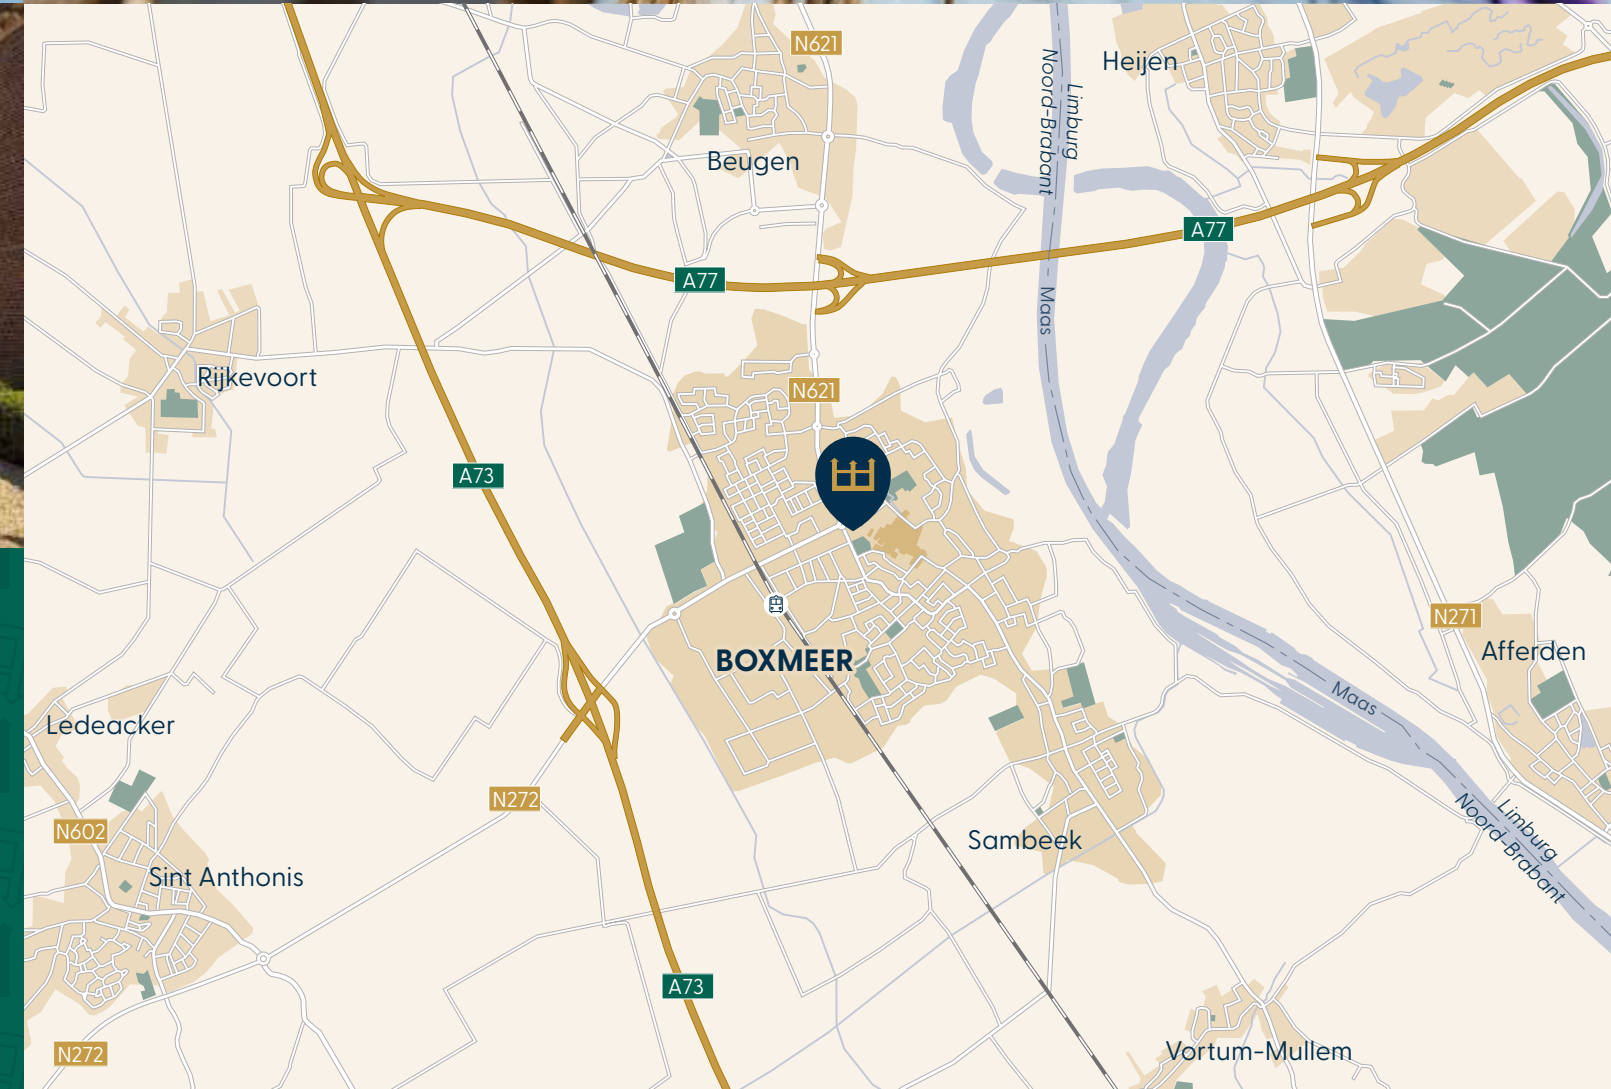 N621
Heijen
Limburg
Noord-Brabant
Beugen
A77
A77
Maas
Rijkevoort
N621
A73
N271
Afferden
BOXMEER
Maas
Ledeacker
N272
N602
Limburg
Noord-Brabant
Sambeek
Sint Anthonis
A73
N272
Vortum-Mullem